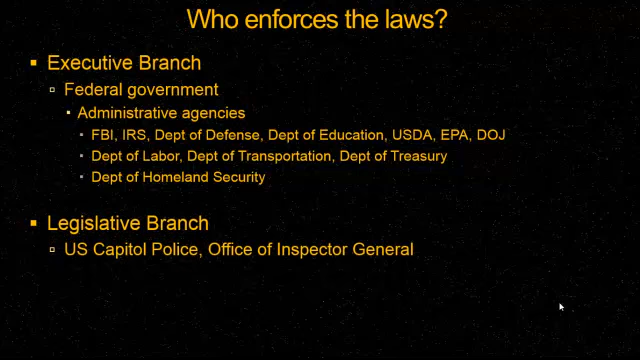 Who enforces the laws?
Executive Branch
Federal government
Administrative agencies
FBI, IRS, Dept of Defense, Dept of Education, USDA, EPA, DOJ
Dept of Labor, Dept of Transportation, Dept of Treasury
Dept of Homeland Security
Legislative Branch
US Capitol Police, Office of Inspector General